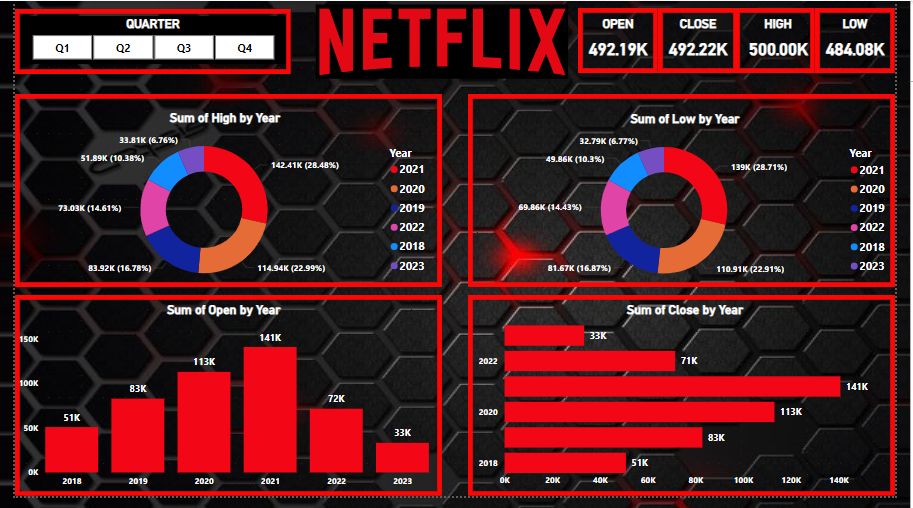 QUARTER
Q1 Q2 Q3 Q4
NETFLIX
OPEN
492.19K
CLOSE
492.22K
HIGH
500.00K
LOW
484.08K
Sum of High by Year
33.81K (6.76%)
51.89K (10.38%)
142.41K (28.48%)
73.03K (14.61%)
83.92K (16.78%)
114.94K (22.99%)
Year
2021
2020
2019
2022
2018
2023
Sum of Low by Year
32.79K (6.77%)
49.86K (10.3%)
139K (28.71%)
69.86K (14.43%)
81.67K (16.87%)
110.91K (22.91%)
Year
2021
2020
2019
2022
2018
2023
Sum of Open by Year
150K
100K
50K
0K
51K
83K
113K
141K
72K
33K
2018 2019 2020 2021 2022 2023
Sum of Close by Year
33K
2022 71K
141K
2020 113K
83K
2018 51K
0K 20K 40K 60K 80K 100K 120K 140K